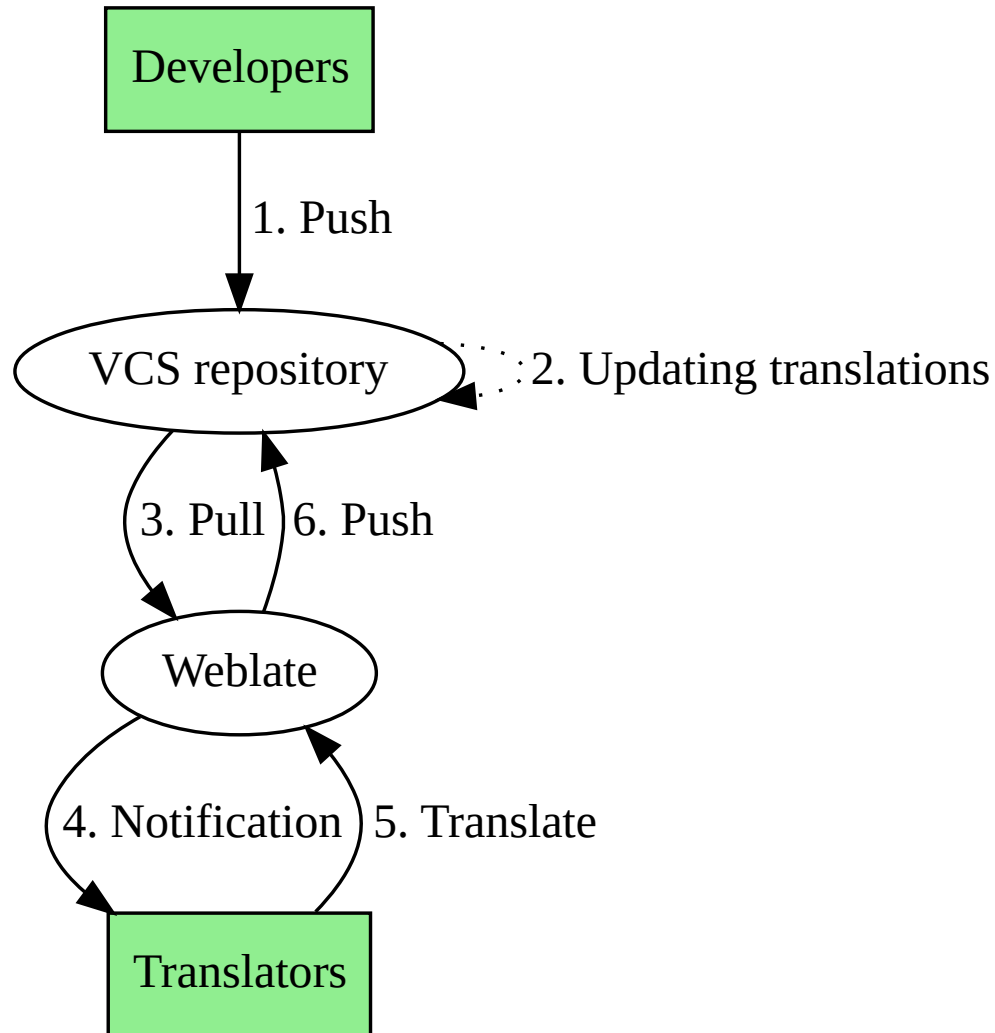 Developers
1. Push
VCS repository
2. Updating translations
3. Pull
6. Push
Weblate
4. Notification
5. Translate
Translators